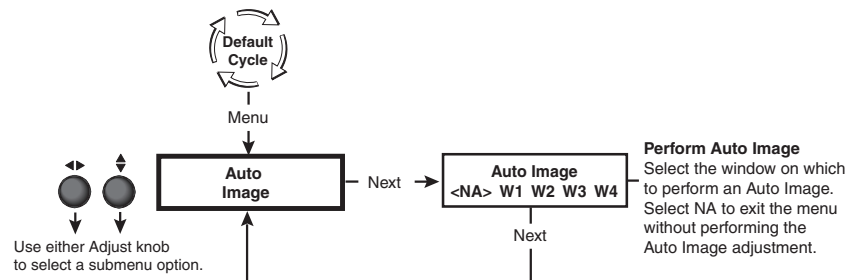 Default
Cycle
Menu
Auto
Image
Next
Auto Image
<NA> W1 W2 W3 W4
Next
Perform Auto Image
Select the window on which
to perform an Auto Image.
Select NA to exit the menu
without performing the
Auto Image adjustment.
Use either Adjust knob
to select a submenu option.